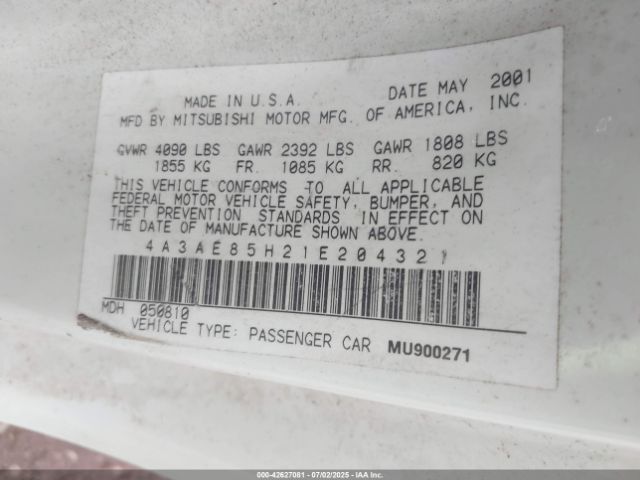 MADE IN U.S.A. DATE MAY 2001
MFD BY MITSUBISHI MOTOR MFG. OF AMERICA, INC.
GVWR 4090 LBS GAWR 2392 LBS GAWR 1808 LBS
1855 KG FR. 1085 KG RR. 820 KG
THIS VEHICLE CONFORMS TO ALL APPLICABLE
FEDERAL MOTOR VEHICLE SAFETY, BUMPER, AND
THEFT PREVENTION STANDARDS IN EFFECT ON
THE DATE OF MANUFACTURE SHOWN ABOVE.
4A3AE85H21E204321
MDH 050810
VEHICLE TYPE: PASSENGER CAR MU900271
000-42627081 | 07/02/2025 - IAA Inc.